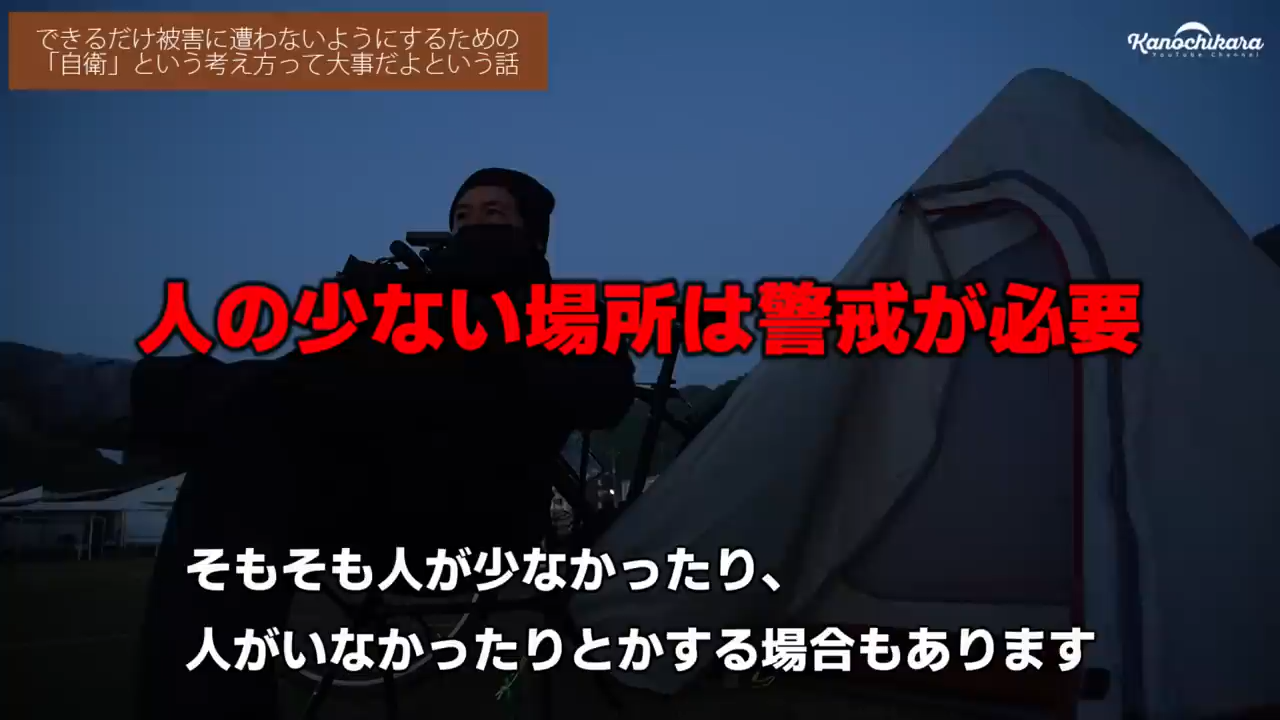 できるだけ被害に遭わないようにするための
「自衛」という考え方って大事だよという話
Kanochikara
YouTube Channel
人の少ない場所は警戒が必要
そもそも人が少なかったり、
人がいなかったりとかする場合もあります